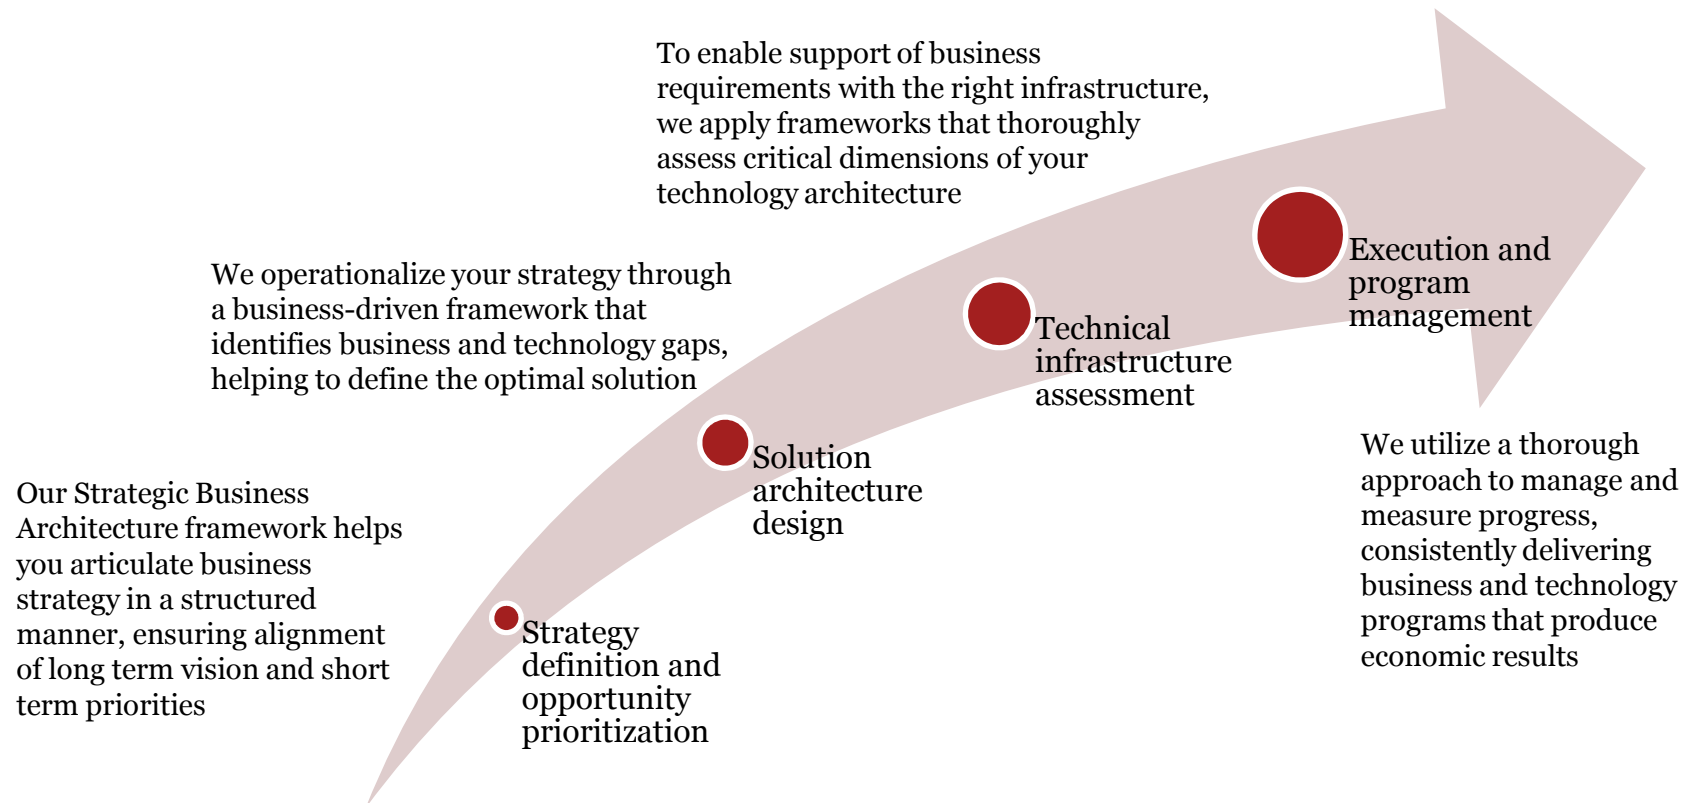 To enable support of business
requirements with the right infrastructure,
we apply frameworks that thoroughly
assess critical dimensions of your
technology architecture
Execution and
program
management
We operationalize your strategy through
a business-driven framework that
identifies business and technology gaps,
helping to define the optimal solution
Technical
infrastructure
assessment
Solution
architecture
design
We utilize a thorough
approach to manage and
measure progress,
consistently delivering
business and technology
programs that produce
economic results
Our Strategic Business
Architecture framework helps
you articulate business
strategy in a structured
manner, ensuring alignment
of long term vision and short
term priorities
Strategy
definition and
opportunity
prioritization